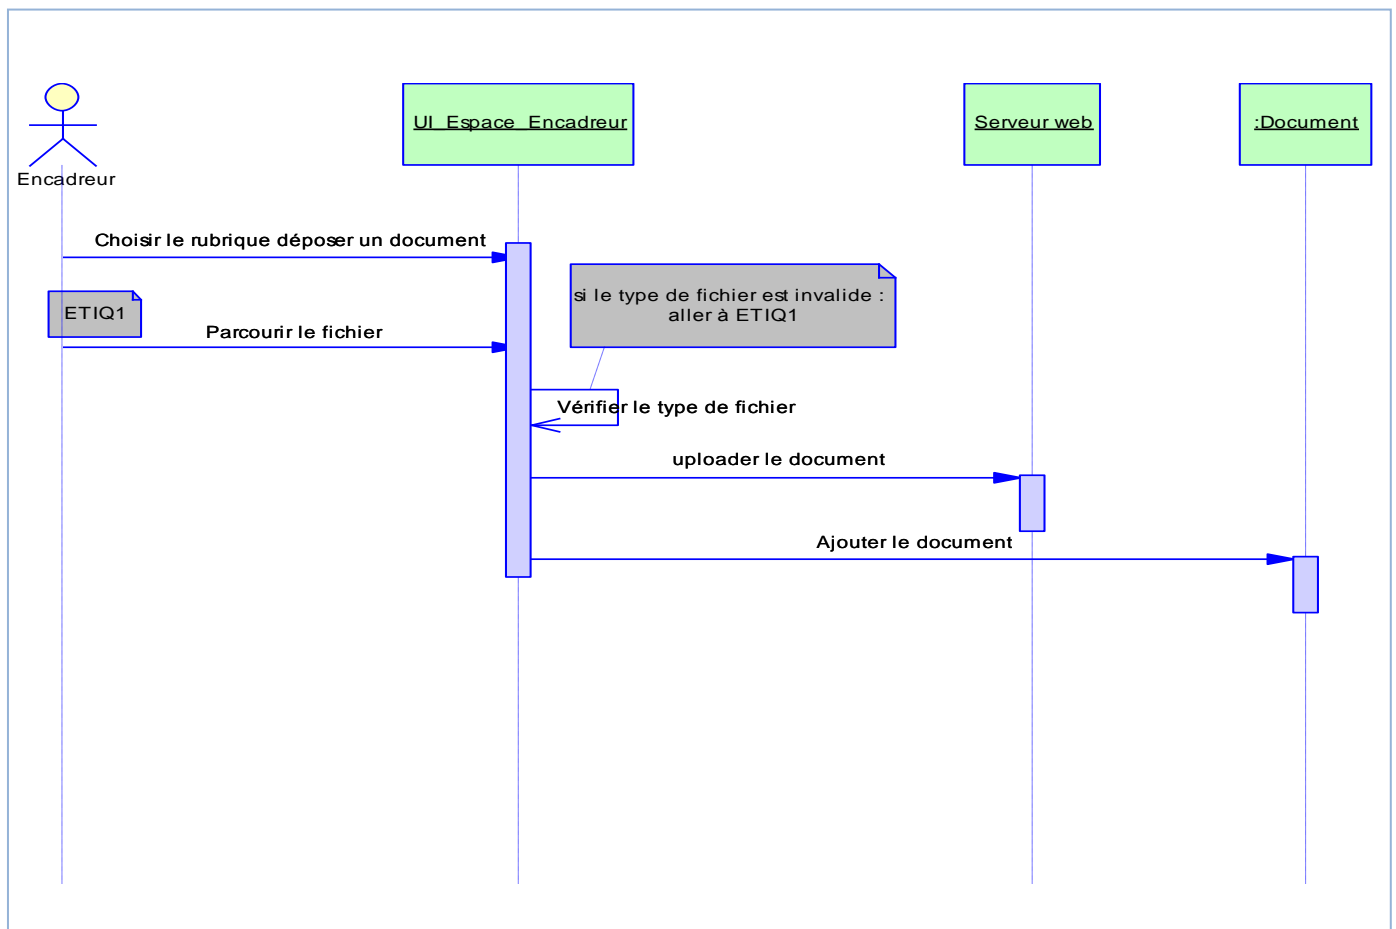 UI_Espace_Encadreur
Serveur web
:Document
Encadreur
Choisir le rubrique déposer un document
si le type de fichier est invalide :
aller à ETIQ1
ETIQ1
Parcourir le fichier
Vérifier le type de fichier
uploader le document
Ajouter le document